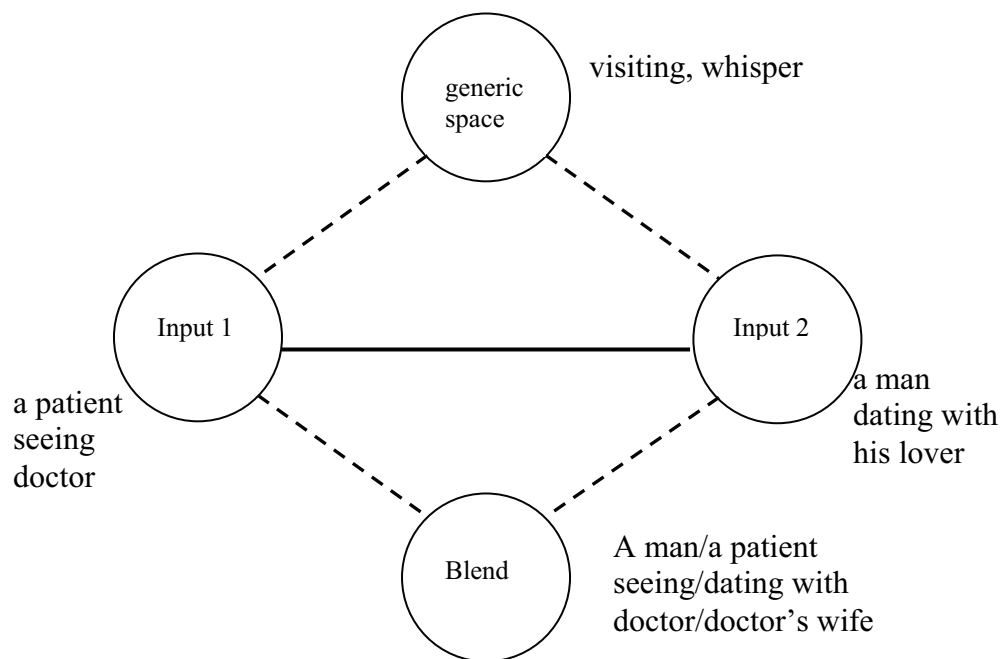 generic
space
visiting, whisper
Input 1
Input 2
a patient
seeing
doctor
a man
dating with
his lover
Blend
A man/a patient
seeing/dating with
doctor/doctor's wife